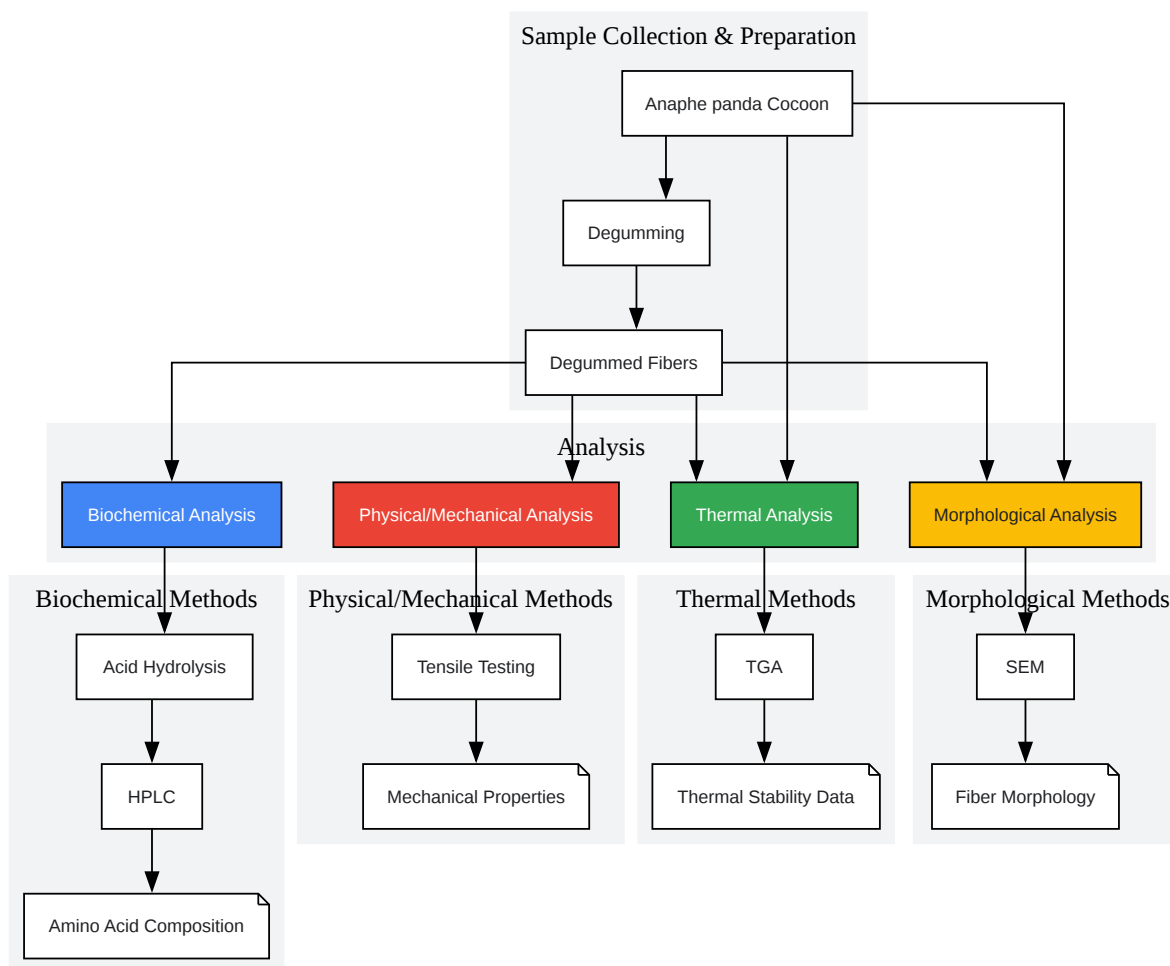 Sample Collection & Preparation
Anaphe panda Cocoon
Degumming
Degummed Fibers
Analysis
Biochemical Analysis
Physical/Mechanical Analysis
Thermal Analysis
Morphological Analysis
Biochemical Methods
Physical/Mechanical Methods
Thermal Methods
Morphological Methods
Acid Hydrolysis
Tensile Testing
TGA
SEM
HPLC
Mechanical Properties
Thermal Stability Data
Fiber Morphology
Amino Acid Composition